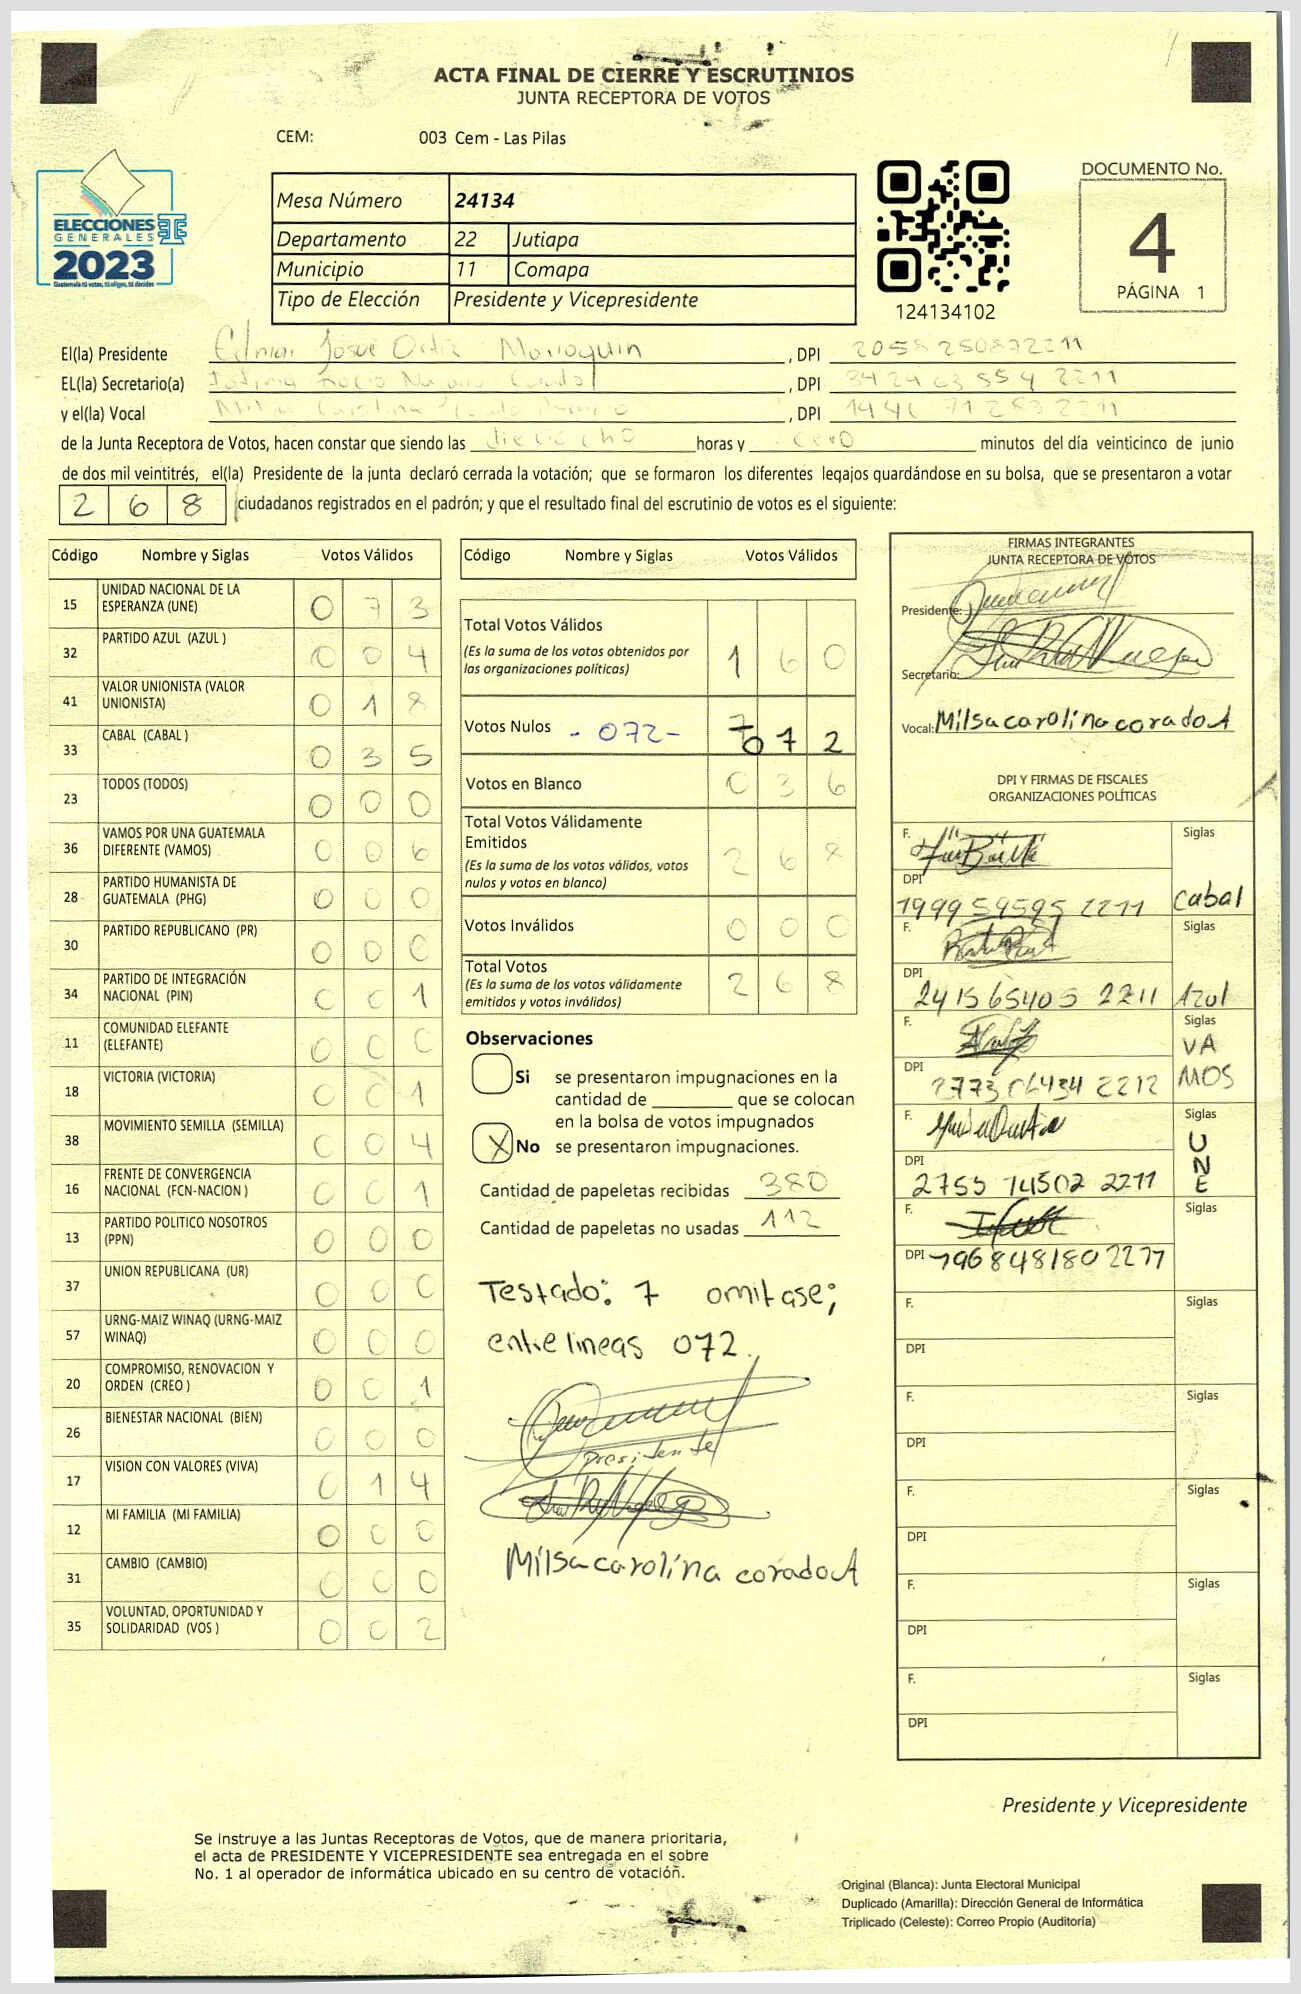 ACTA FINAL DE CIERRE Y ESCRUTINIOS
JUNTA RECEPTORA DE VOTOS
CEM: 003 Cem - Las Pilas
ELECCIONES
GENERALES
2023
Guatemala tú votas, tú eliges, tú decides
Mesa Número 24134
Departamento 22 Jutiapa
Municipio 11 Comapa
Tipo de Elección Presidente y Vicepresidente
124134102
DOCUMENTO No.
4
PÁGINA 1
El(la) Presidente Edman Josue Ortiz Marroquin , DPI 2058 250872211
EL(la) Secretario(a) , DPI 2211
y el(la) Vocal Carolina , DPI 2211
de la Junta Receptora de Votos, hacen constar que siendo las dieciocho horas y cero minutos del día veinticinco de junio
de dos mil veintitrés, el(la) Presidente de la junta declaró cerrada la votación; que se formaron los diferentes legajos guardándose en su bolsa, que se presentaron a votar
2 6 8 ciudadanos registrados en el padrón; y que el resultado final del escrutinio de votos es el siguiente:
Código Nombre y Siglas Votos Válidos
15 UNIDAD NACIONAL DE LA ESPERANZA (UNE) 0 7 3
32 PARTIDO AZUL (AZUL ) 0 0 4
41 VALOR UNIONISTA (VALOR UNIONISTA) 0 1 8
33 CABAL (CABAL ) 0 3 5
23 TODOS (TODOS) 0 0 0
36 VAMOS POR UNA GUATEMALA DIFERENTE (VAMOS) 0 0 6
28 PARTIDO HUMANISTA DE GUATEMALA (PHG) 0 0 0
30 PARTIDO REPUBLICANO (PR) 0 0 0
34 PARTIDO DE INTEGRACIÓN NACIONAL (PIN) 0 0 1
11 COMUNIDAD ELEFANTE (ELEFANTE) 0 0 0
18 VICTORIA (VICTORIA) 0 0 1
38 MOVIMIENTO SEMILLA (SEMILLA) 0 0 4
16 FRENTE DE CONVERGENCIA NACIONAL (FCN-NACION ) 0 0 1
13 PARTIDO POLITICO NOSOTROS (PPN) 0 0 0
37 UNION REPUBLICANA (UR) 0 0 0
57 URNG-MAIZ WINAQ (URNG-MAIZ WINAQ) 0 0 0
20 COMPROMISO, RENOVACION Y ORDEN (CREO ) 0 0 1
26 BIENESTAR NACIONAL (BIEN) 0 0 0
17 VISION CON VALORES (VIVA) 0 1 4
12 MI FAMILIA (MI FAMILIA) 0 0 0
31 CAMBIO (CAMBIO) 0 0 0
35 VOLUNTAD, OPORTUNIDAD Y SOLIDARIDAD (VOS ) 0 0 2
Código Nombre y Siglas Votos Válidos
Total Votos Válidos
(Es la suma de los votos obtenidos por
las organizaciones políticas) 1 6 0
Votos Nulos - 072 - 7 0 7 2
Votos en Blanco 0 3 6
Total Votos Válidamente
Emitidos
(Es la suma de los votos válidos, votos
nulos y votos en blanco) 2 6 8
Votos Inválidos 0 0 0
Total Votos
(Es la suma de los votos válidamente
emitidos y votos inválidos) 2 6 8
Observaciones
Si se presentaron impugnaciones en la
cantidad de ________ que se colocan
en la bolsa de votos impugnados
X No se presentaron impugnaciones.
Cantidad de papeletas recibidas 380
Cantidad de papeletas no usadas 112
Testado: 7 omitase;
entre lineas 072.
Presidente
Milsa carolina corado A
FIRMAS INTEGRANTES
JUNTA RECEPTORA DE VOTOS
Presidente:
Secretario:
Vocal: Milsa carolina corado A
DPI Y FIRMAS DE FISCALES
ORGANIZACIONES POLÍTICAS
F. Siglas
DPI 1999 59595 2211 Cabal
F. Siglas
DPI 2415 65405 2211 Azul
F. Siglas
VA
DPI 2773 06434 2212 MOS
F. Siglas
DPI 2755 14502 2211 UNE
F. Siglas
DPI 1968 48180 2211
F. Siglas
DPI
F. Siglas
DPI
F. Siglas
DPI
F. Siglas
DPI
F. Siglas
DPI
Presidente y Vicepresidente
Se instruye a las Juntas Receptoras de Votos, que de manera prioritaria,
el acta de PRESIDENTE Y VICEPRESIDENTE sea entregada en el sobre
No. 1 al operador de informática ubicado en su centro de votación.
Original (Blanca): Junta Electoral Municipal
Duplicado (Amarilla): Dirección General de Informática
Triplicado (Celeste): Correo Propio (Auditoría)